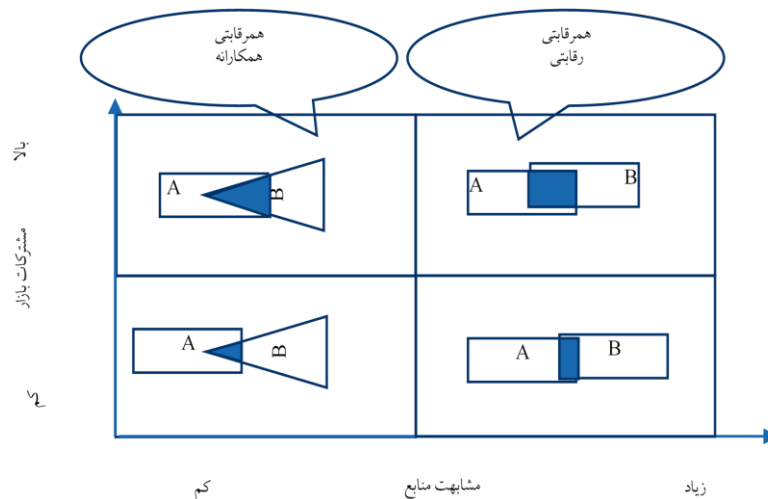 همرقابتی
رقابتی
همرقابتی
همکارانه
بالا
A
B
A
B
مشترکات بازار
A
B
A
B
کم
زیاد
مشابهت منابع
کم